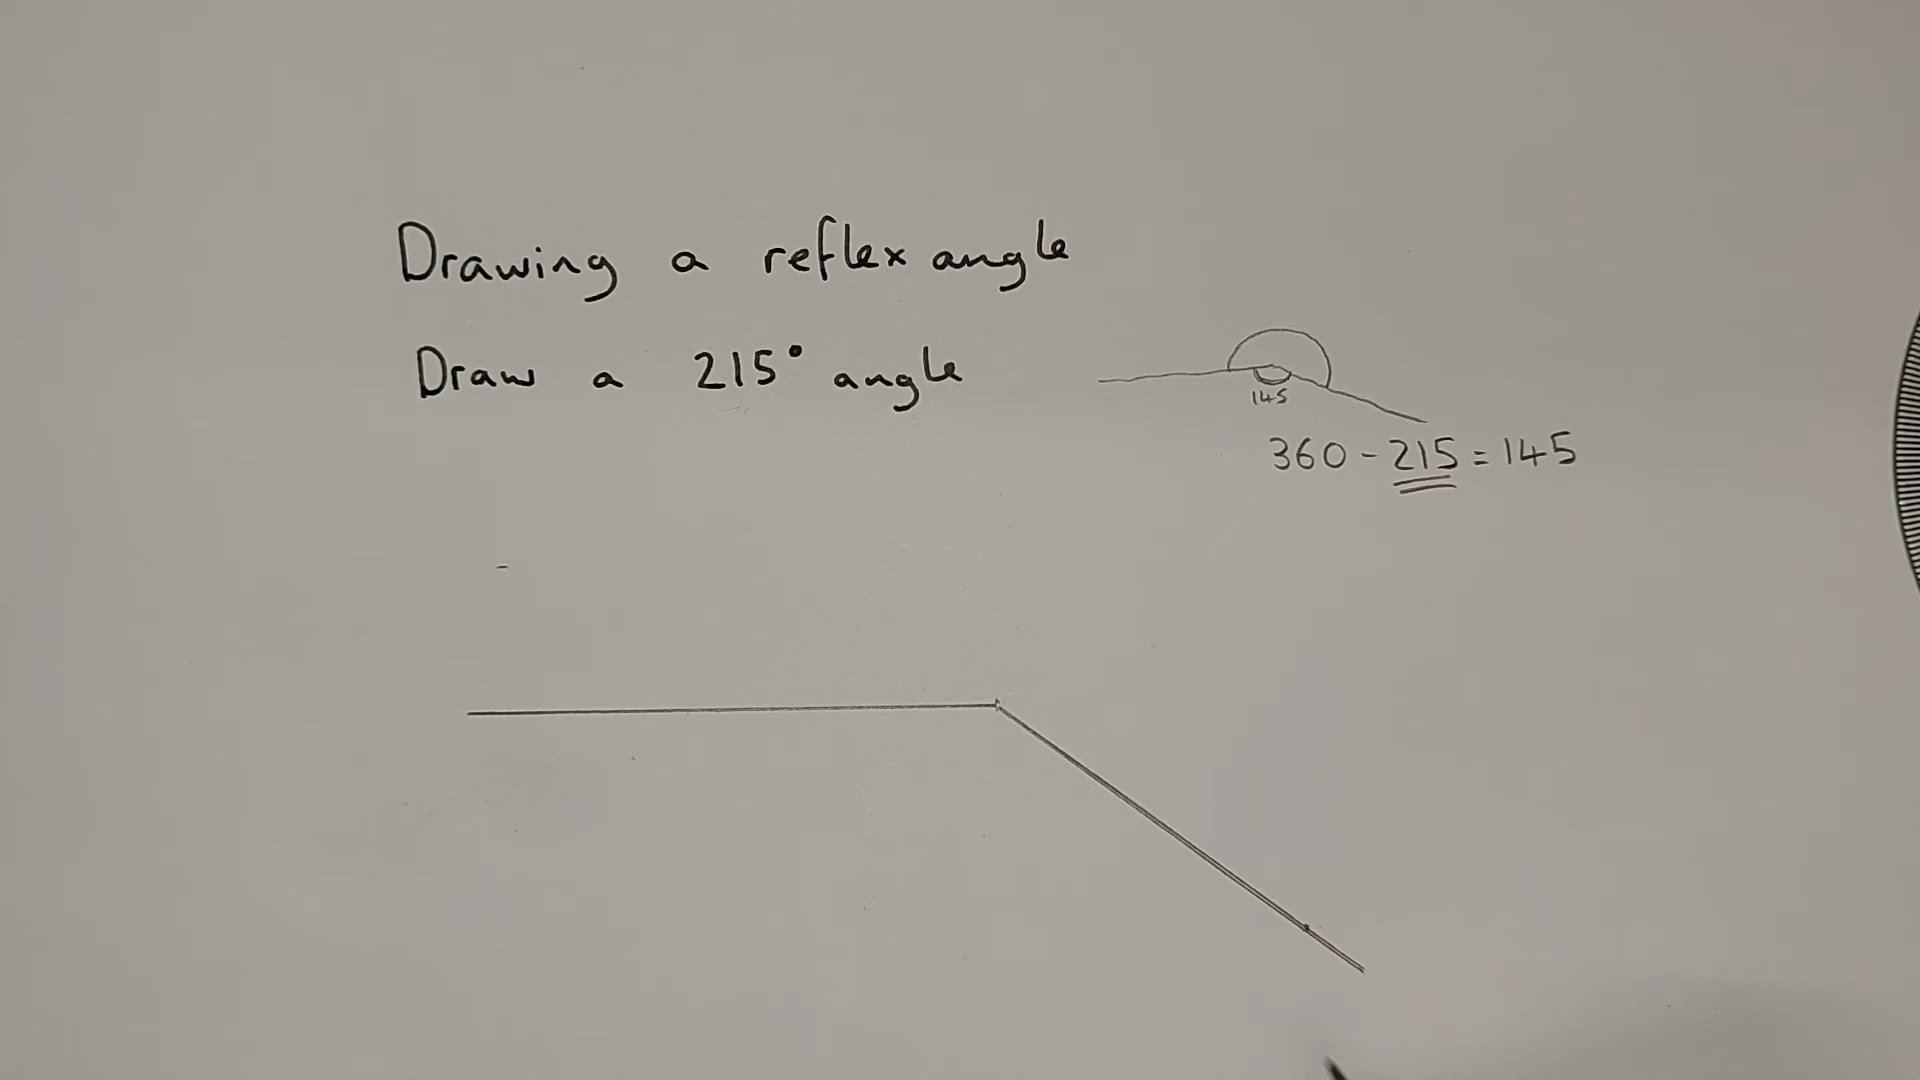 Drawing a reflex angle
Draw a 215° angle
145
360 - 215 = 145